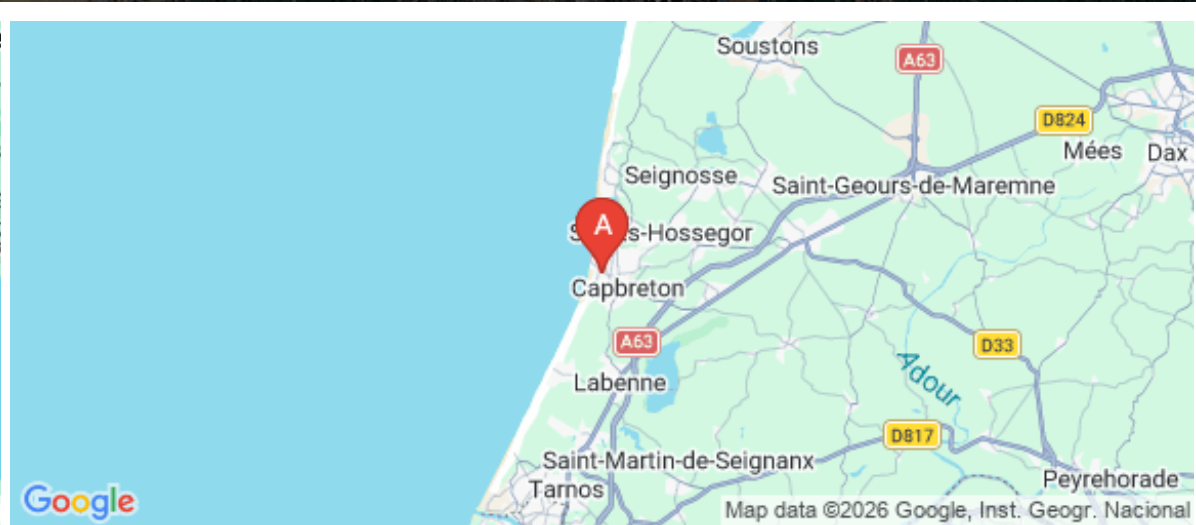 Soustons
A63
D824
Mées
Dax
Seignosse
Saint-Geours-de-Maremne
A
s-Hossegor
Capbreton
A63
D33
Labenne
Adour
D817
Saint-Martin-de-Seignanx
Tarnos
Peyrehorade
Google
Map data ©2026 Google, Inst. Geogr. Nacional